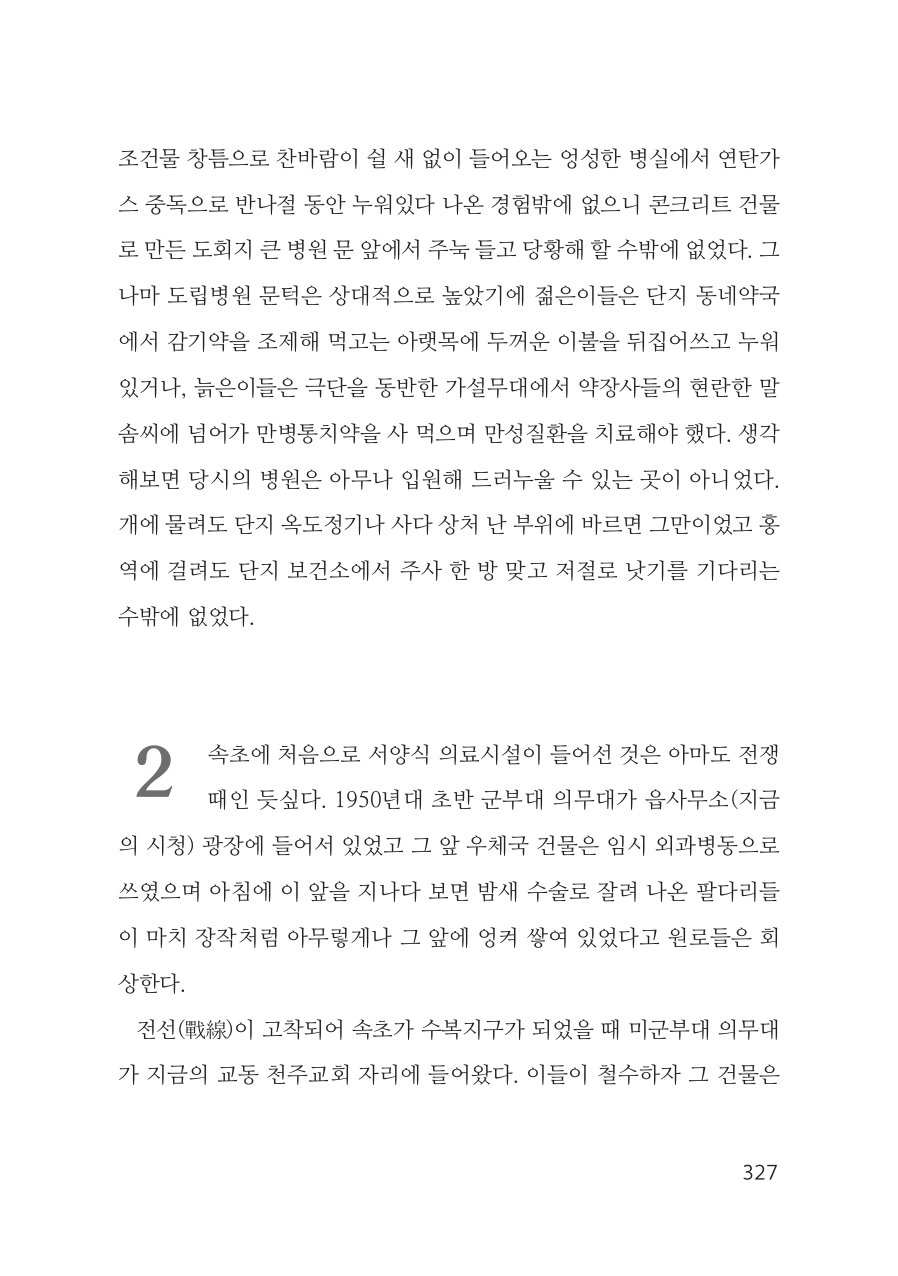 조건물 창틈으로 찬바람이 쉴 새 없이 들어오는 엉성한 병실에서 연탄가
스 중독으로 반나절 동안 누워있다 나온 경험밖에 없으니 콘크리트 건물
로 만든 도회지 큰 병원 문 앞에서 주눅 들고 당황해 할 수밖에 없었다. 그
나마 도립병원 문턱은 상대적으로 높았기에 젊은이들은 단지 동네약국
에서 감기약을 조제해 먹고는 아랫목에 두꺼운 이불을 뒤집어쓰고 누워
있거나, 늙은이들은 극단을 동반한 가설무대에서 약장사들의 현란한 말
솜씨에 넘어가 만병통치약을 사 먹으며 만성질환을 치료해야 했다. 생각
해보면 당시의 병원은 아무나 입원해 드러누울 수 있는 곳이 아니었다.
개에 물려도 단지 옥도정기나 사다 상처 난 부위에 바르면 그만이었고 홍
역에 걸려도 단지 보건소에서 주사 한 방 맞고 저절로 낫기를 기다리는
수밖에 없었다.
2
속초에 처음으로 서양식 의료시설이 들어선 것은 아마도 전쟁
때인 듯싶다. 1950년대 초반 군부대 의무대가 읍사무소(지금
의 시청) 광장에 들어서 있었고 그 앞 우체국 건물은 임시 외과병동으로
쓰였으며 아침에 이 앞을 지나다 보면 밤새 수술로 잘려 나온 팔다리들
이 마치 장작처럼 아무렇게나 그 앞에 엉켜 쌓여 있었다고 원로들은 회
상한다.
전선(戰線)이 고착되어 속초가 수복지구가 되었을 때 미군부대 의무대
가 지금의 교동 천주교회 자리에 들어왔다. 이들이 철수하자 그 건물은
327